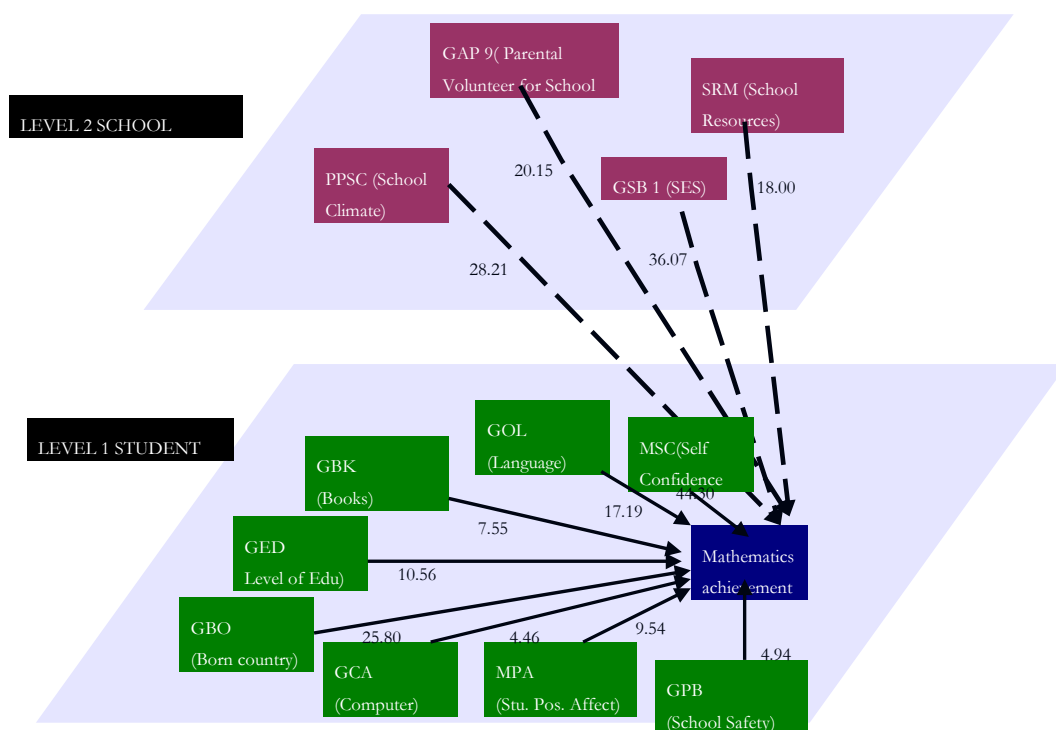 GAP 9( Parental
Volunteer for School
SRM (School
Resources)
LEVEL 2 SCHOOL
PPSC (School
Climate)
20.15
GSB 1 (SES)
18.00
28.21
36.07
LEVEL 1 STUDENT
GOL
(Language)
MSC(Self
Confidence
GBK
(Books)
44.30
17.19
7.55
GED
Level of Edu)
10.56
Mathematics
achievement
GBO
(Born country)
25.80
4.46
9.54
4.94
GCA
(Computer)
MPA
(Stu. Pos. Affect)
GPB
(School Safety)